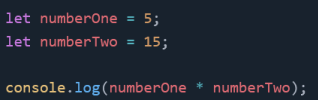 let numberOne = 5;
let numberTwo = 15;
console.log(numberOne * numberTwo);